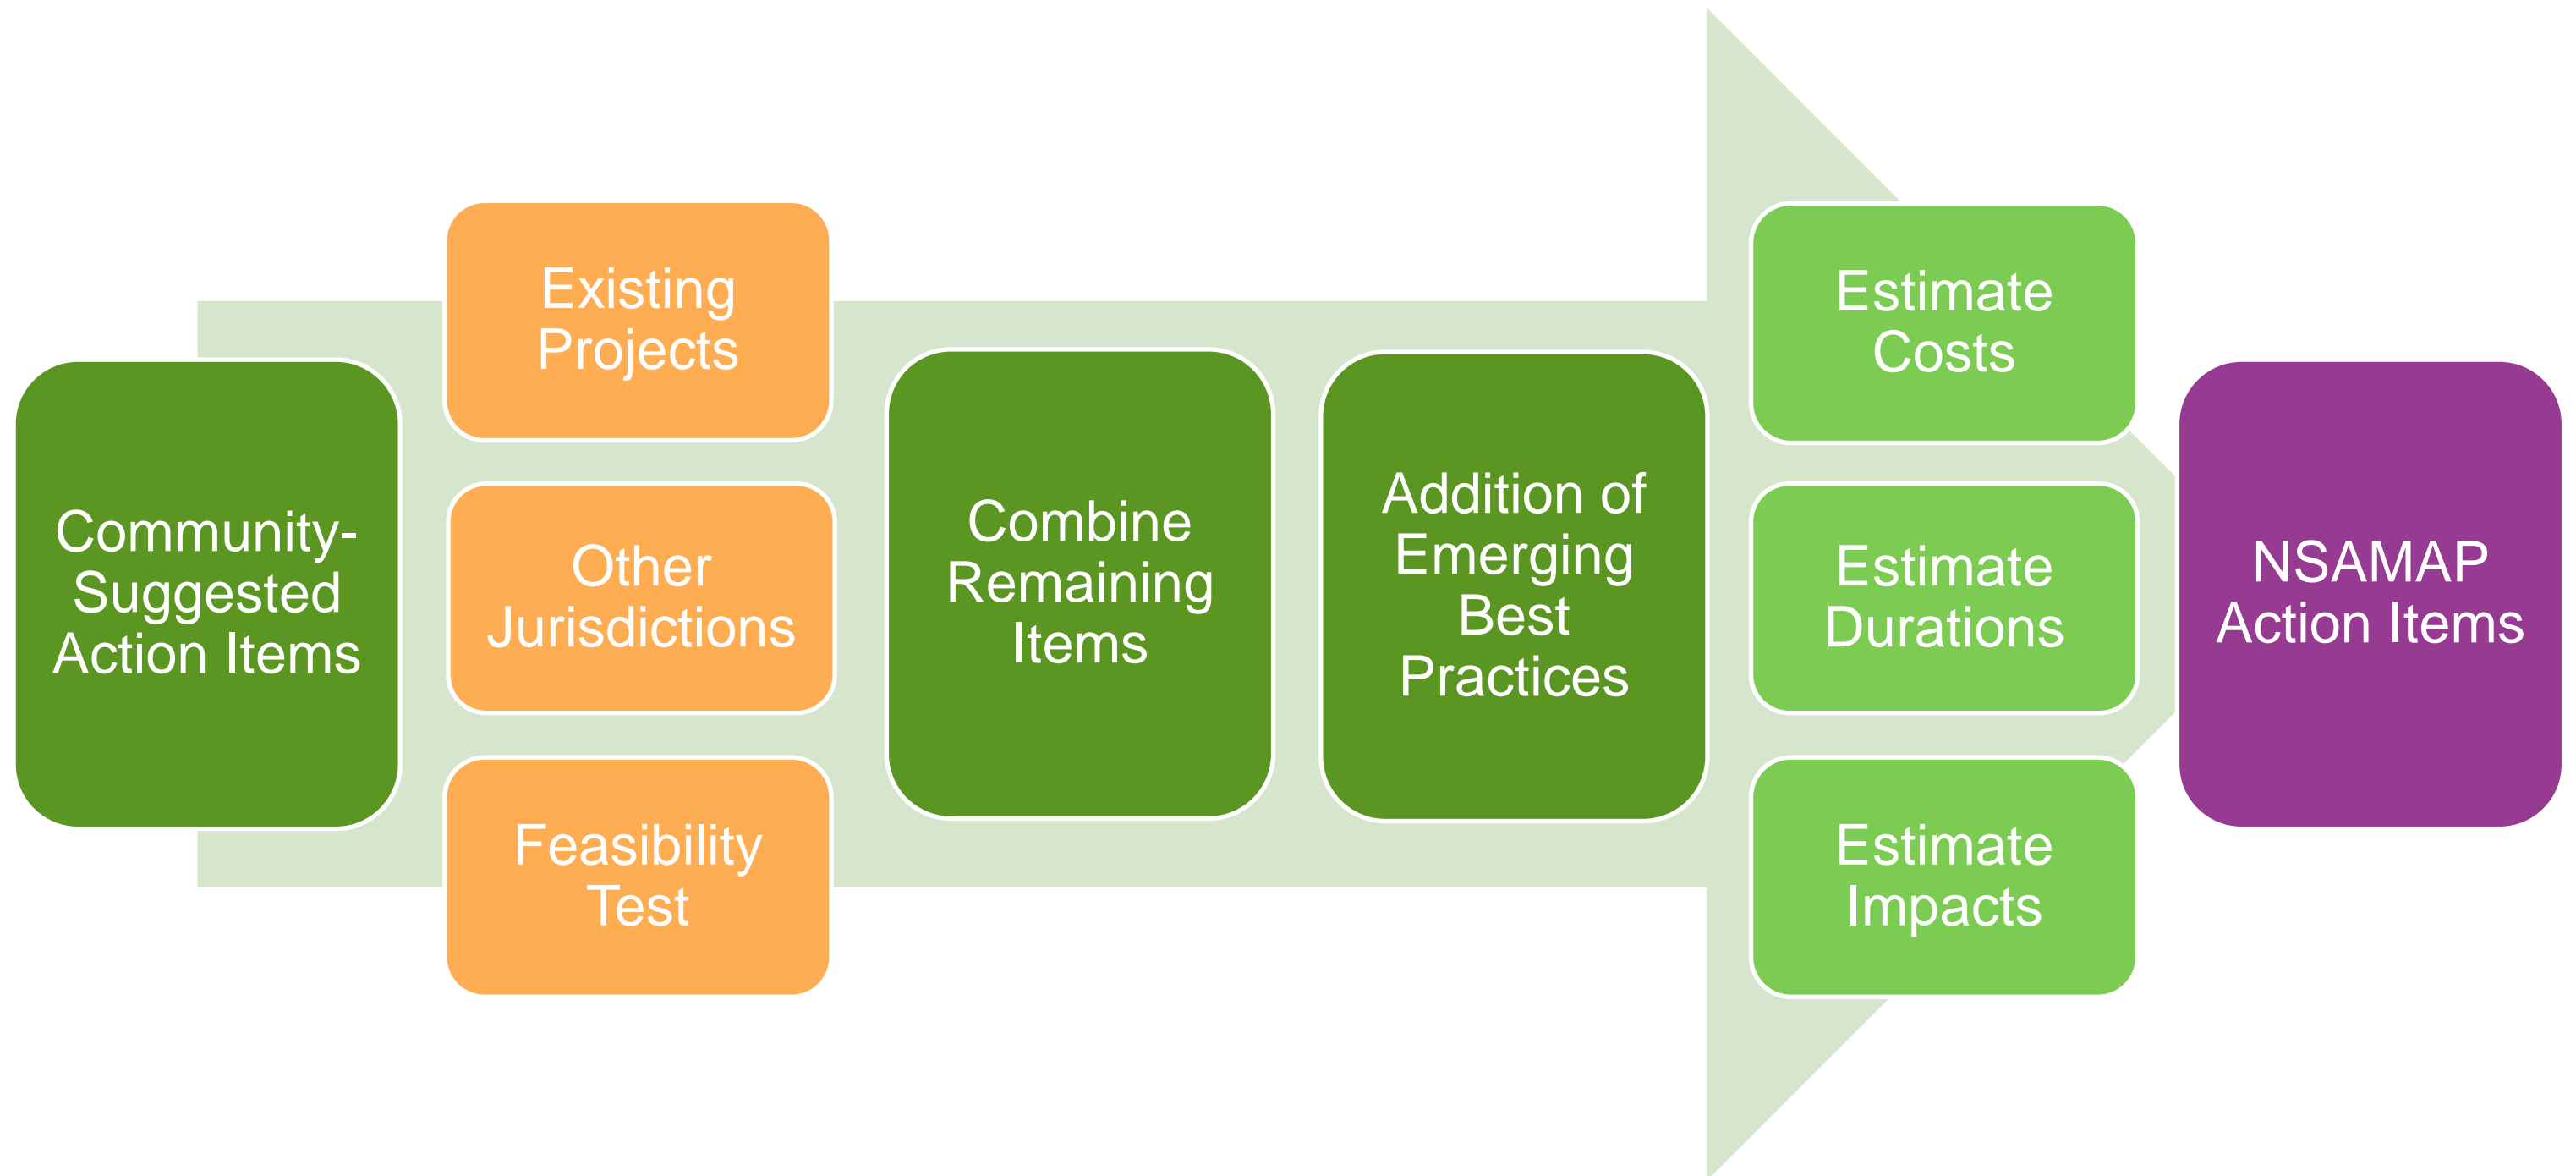 Community-
Suggested
Action Items
Existing
Projects
Other
Jurisdictions
Feasibility
Test
Combine
Remaining
Items
Addition of
Emerging
Best
Practices
Estimate
Costs
Estimate
Durations
Estimate
Impacts
NSAMAP
Action Items